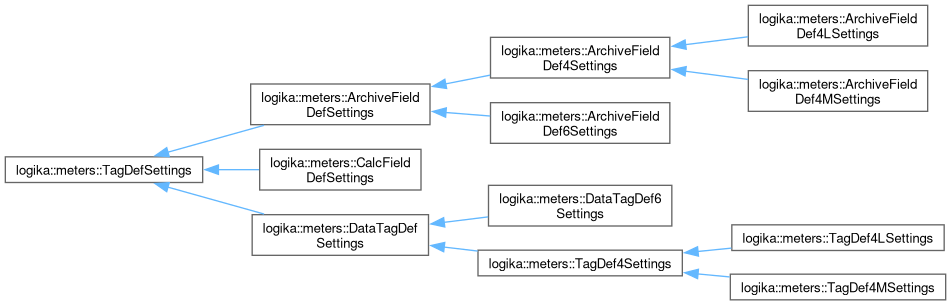 logika::meters::ArchiveField
Def4LSettings
logika::meters::ArchiveField
Def4Settings
logika::meters::ArchiveField
Def4MSettings
logika::meters::ArchiveField
DefSettings
logika::meters::ArchiveField
Def6Settings
logika::meters::TagDefSettings
logika::meters::CalcField
DefSettings
logika::meters::DataTagDef6
Settings
logika::meters::DataTagDef
Settings
logika::meters::TagDef4LSettings
logika::meters::TagDef4Settings
logika::meters::TagDef4MSettings